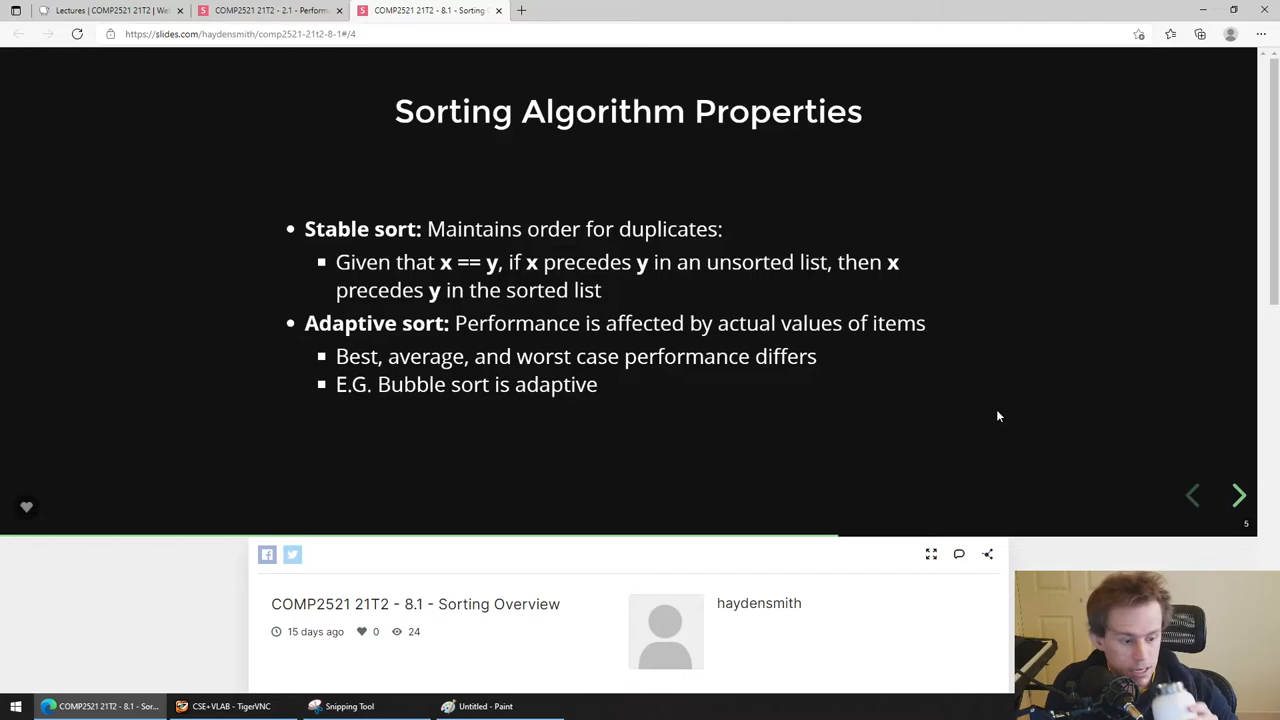 Lectures | COMP2521 21T2 | We
COMP2521 21T2 - 2.1 - Performa
COMP2521 21T2 - 8.1 - Sorting
https://slides.com/haydensmith/comp2521-21t2-8-1#/4
Sorting Algorithm Properties
• Stable sort: Maintains order for duplicates:
▪ Given that x == y, if x precedes y in an unsorted list, then x
precedes y in the sorted list
• Adaptive sort: Performance is affected by actual values of items
▪ Best, average, and worst case performance differs
▪ E.G. Bubble sort is adaptive
5
COMP2521 21T2 - 8.1 - Sorting Overview
15 days ago 0 24
haydensmith
COMP2521 21T2 - 8.1 - Sor...
CSE+VLAB - TigerVNC
Snipping Tool
Untitled - Paint